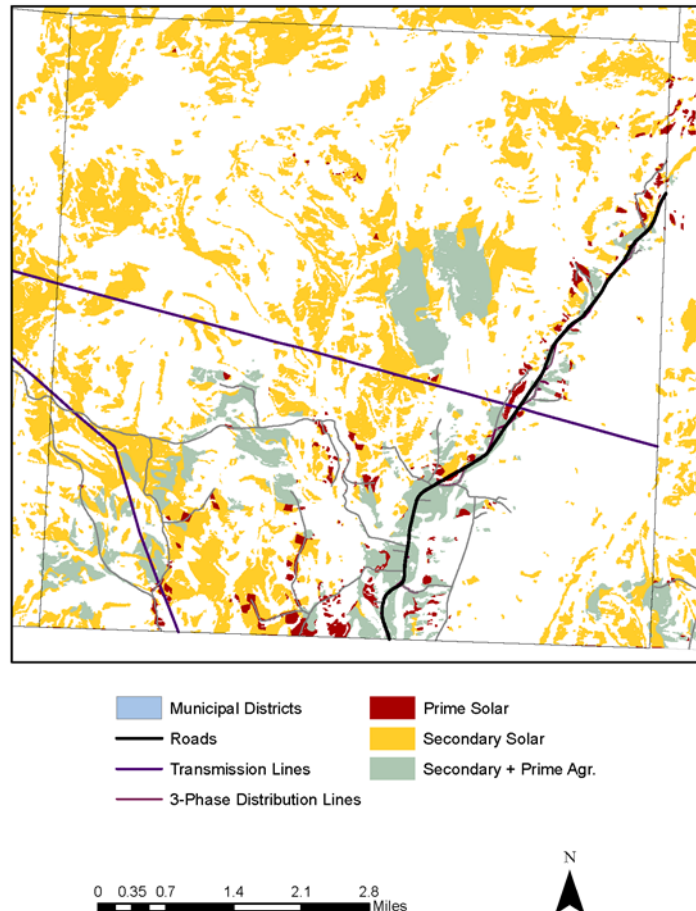 Municipal Districts
Roads
Transmission Lines
3-Phase Distribution Lines
Prime Solar
Secondary Solar
Secondary + Prime Agr.
0 0.35 0.7 1.4 2.1 2.8
Miles
N